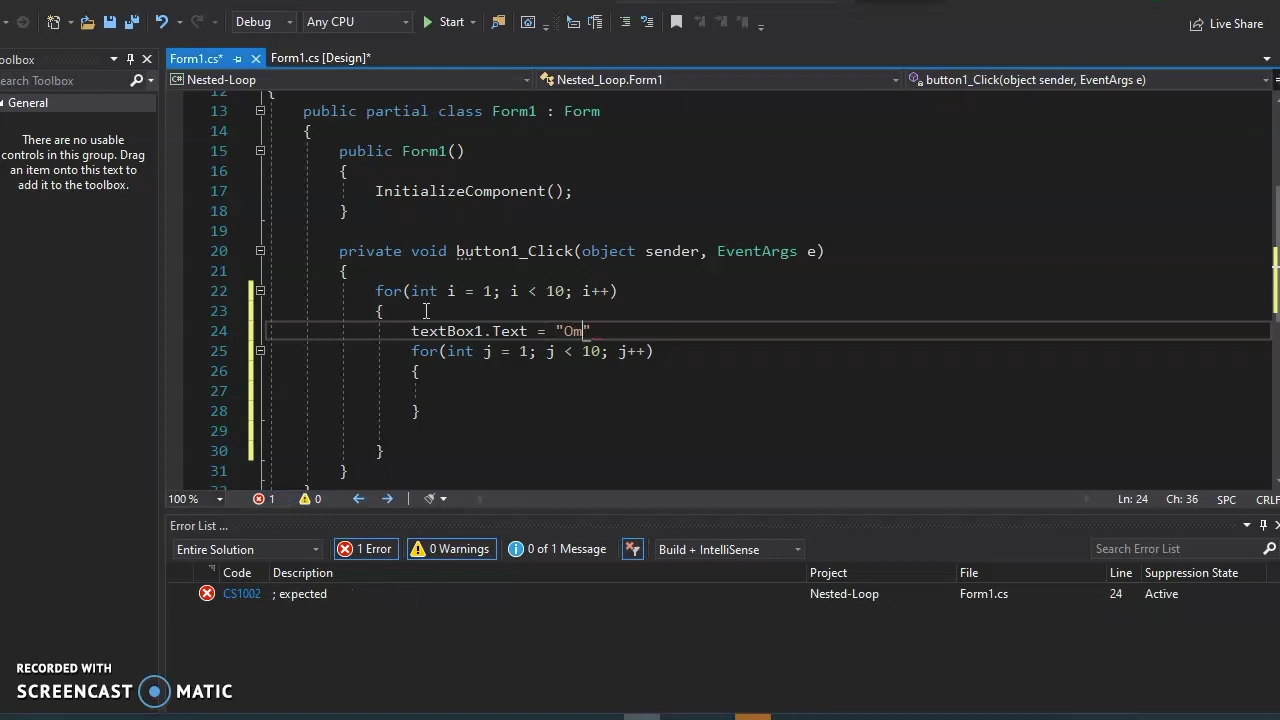 Debug
Any CPU
Start
Live Share
oolbox
Form1.cs*
Form1.cs [Design]*
earch Toolbox
Nested-Loop
Nested_Loop.Form1
button1_Click(object sender, EventArgs e)
General
There are no usable
controls in this group. Drag
an item onto this text to
add it to the toolbox.
12 {
13 public partial class Form1 : Form
14 {
15 public Form1()
16 {
17 InitializeComponent();
18 }
19
20 private void button1_Click(object sender, EventArgs e)
21 {
22 for(int i = 1; i < 10; i++)
23 {
24 textBox1.Text = "Om"
25 for(int j = 1; j < 10; j++)
26 {
27
28 }
29
30 }
31 }
100 %
1
0
Ln: 24 Ch: 36 SPC CRLF
Error List ...
Entire Solution
1 Error
0 Warnings
0 of 1 Message
Build + IntelliSense
Search Error List
Code Description Project File Line Suppression State
CS1002 ; expected Nested-Loop Form1.cs 24 Active
RECORDED WITH
SCREENCAST MATIC